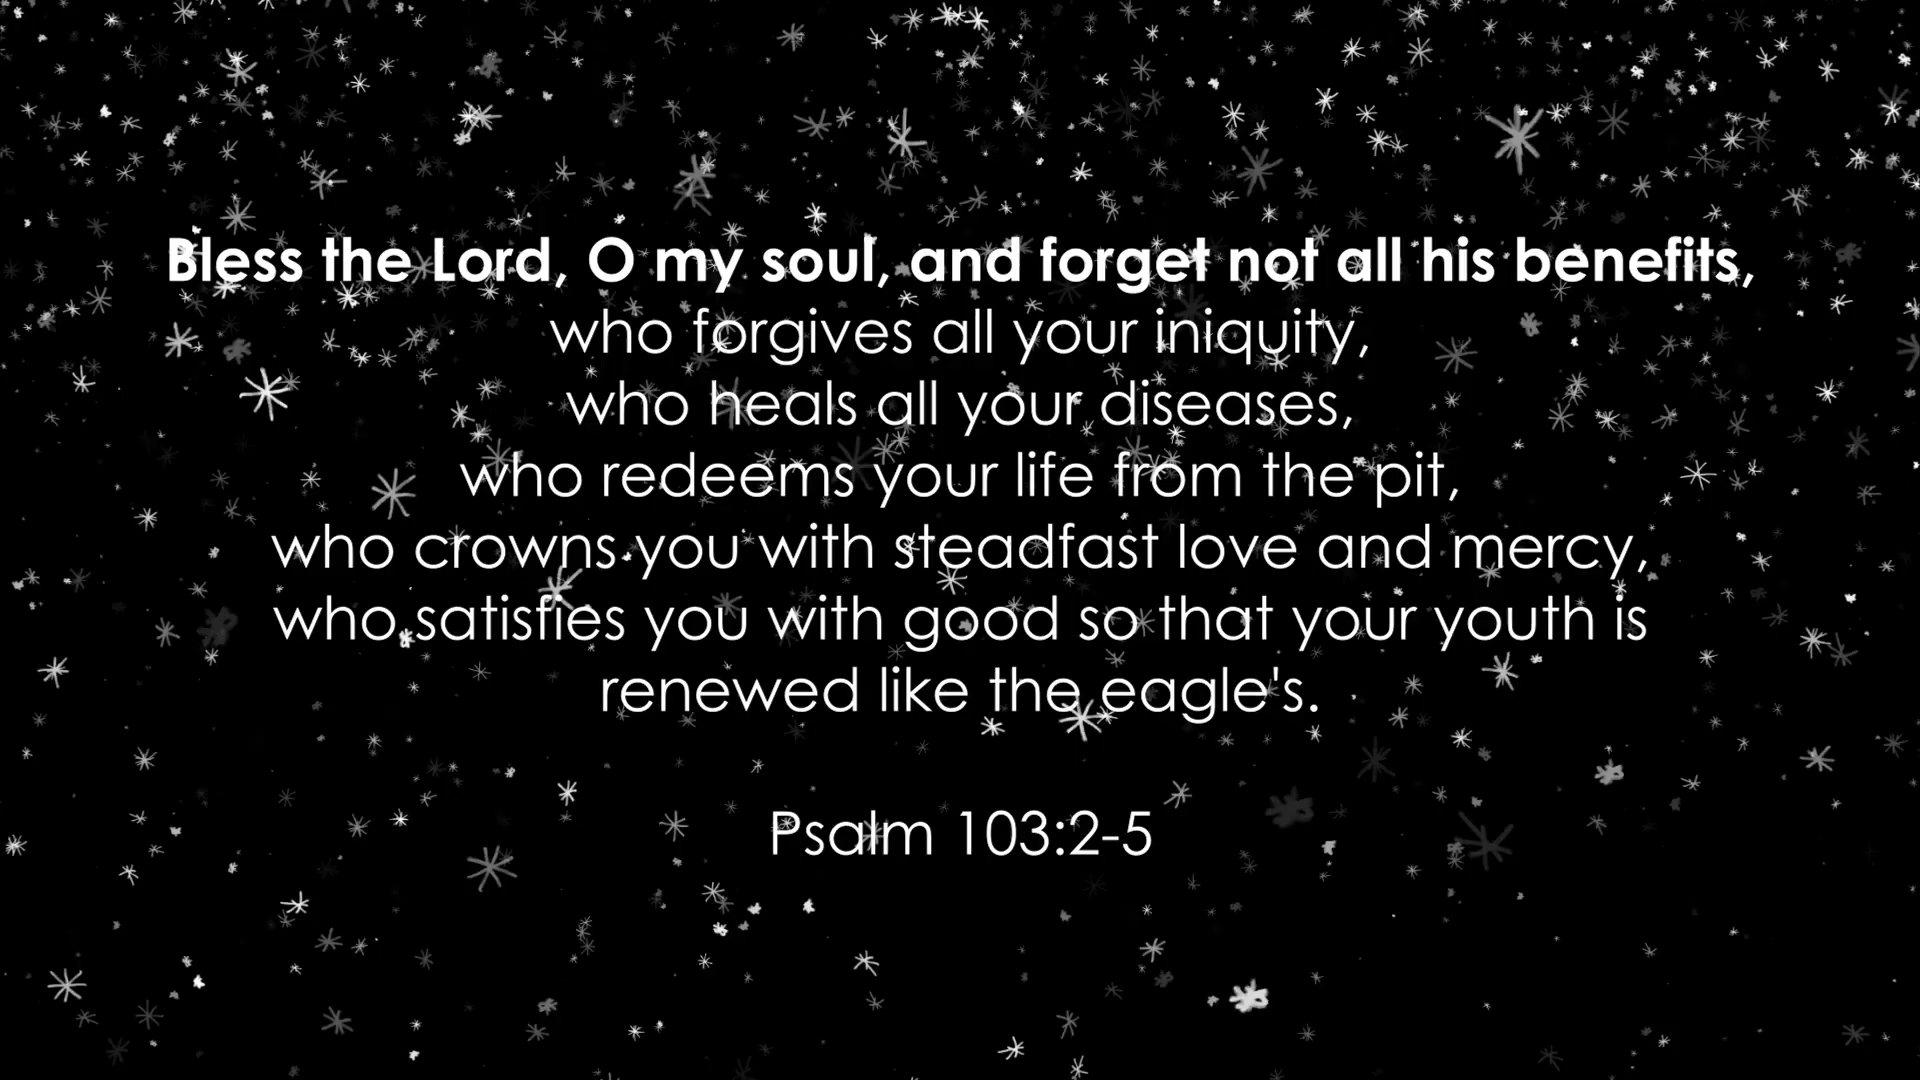 Bless the Lord, O my soul, and forget not all his benefits,
who forgives all your iniquity,
who heals all your diseases,
who redeems your life from the pit,
who crowns you with steadfast love and mercy,
who satisfies you with good so that your youth is
renewed like the eagle's.
Psalm 103:2-5